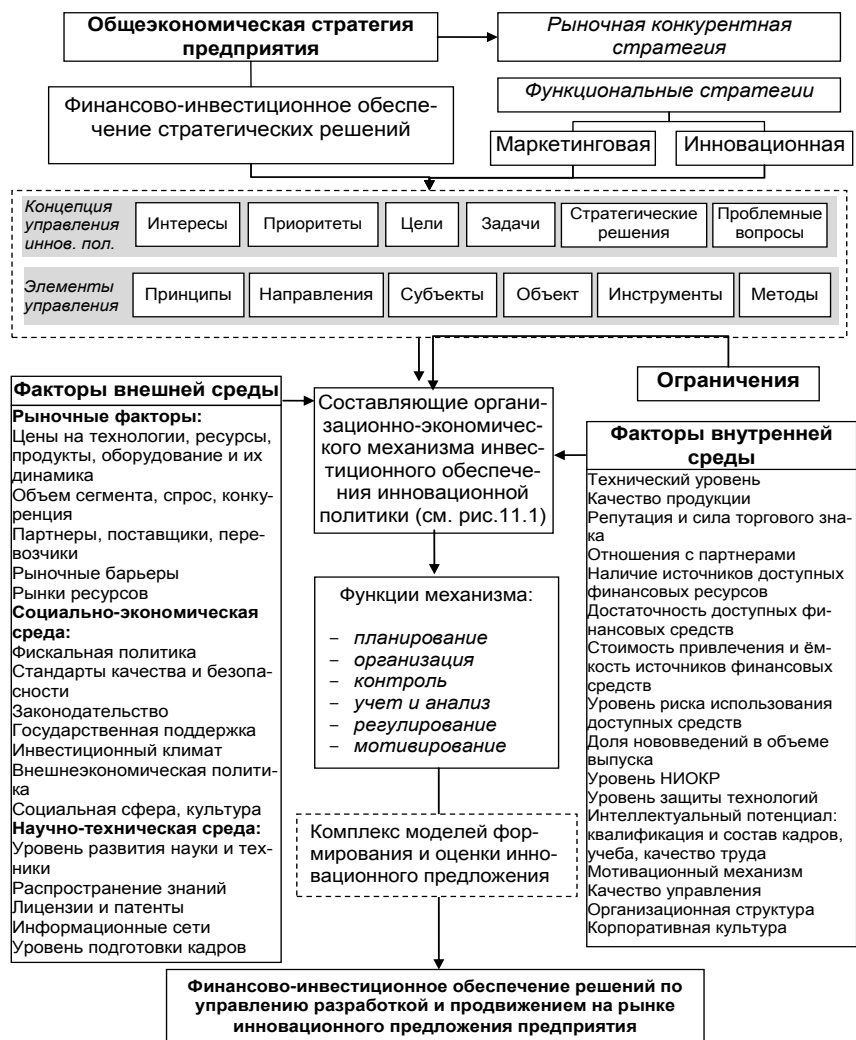 Общеэкономическая стратегия
предприятия
Рыночная конкурентная
стратегия
Финансово-инвестиционное обеспе-
чение стратегических решений
Функциональные стратегии
Маркетинговая
Инновационная
Концепция
управления
иннов. пол.
Интересы
Приоритеты
Цели
Задачи
Стратегические
решения
Проблемные
вопросы
Элементы
управления
Принципы
Направления
Субъекты
Объект
Инструменты
Методы
Ограничения
Факторы внешней среды
Рыночные факторы:
Цены на технологии, ресурсы,
продукты, оборудование и их
динамика
Объем сегмента, спрос, конку-
ренция
Партнеры, поставщики, пере-
возчики
Рыночные барьеры
Рынки ресурсов
Социально-экономическая
среда:
Фискальная политика
Стандарты качества и безопа-
сности
Законодательство
Государственная поддержка
Инвестиционный климат
Внешнеэкономическая полити-
ка
Социальная сфера, культура
Научно-техническая среда:
Уровень развития науки и тех-
ники
Распространение знаний
Лицензии и патенты
Информационные сети
Уровень подготовки кадров
Составляющие органи-
зационно-экономичес-
кого механизма инвес-
тиционного обеспече-
ния инновационной
политики (см. рис.11.1)
Функции механизма:
– планирование
– организация
– контроль
– учет и анализ
– регулирование
– мотивирование
Комплекс моделей фор-
мирования и оценки инно-
вационного предложения
Факторы внутренней
среды
Технический уровень
Качество продукции
Репутация и сила торгового зна-
ка
Отношения с партнерами
Наличие источников доступных
финансовых ресурсов
Достаточность доступных фи-
нансовых средств
Стоимость привлечения и ём-
кость источников финансовых
средств
Уровень риска использования
доступных средств
Доля нововведений в объеме
выпуска
Уровень НИОКР
Уровень защиты технологий
Интеллектуальный потенциал:
квалификация и состав кадров,
учеба, качество труда
Мотивационный механизм
Качество управления
Организационная структура
Корпоративная культура
Финансово-инвестиционное обеспечение решений по
управлению разработкой и продвижением на рынке
инновационного предложения предприятия